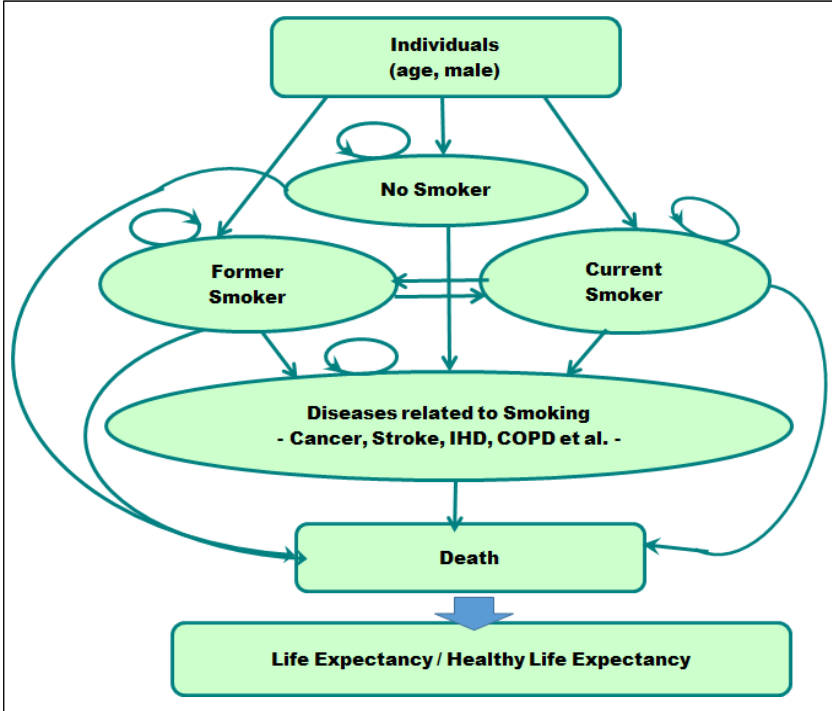 Individuals
(age, male)
No Smoker
Former
Smoker
Current
Smoker
Diseases related to Smoking
- Cancer, Stroke, IHD, COPD et al. -
Death
Life Expectancy / Healthy Life Expectancy